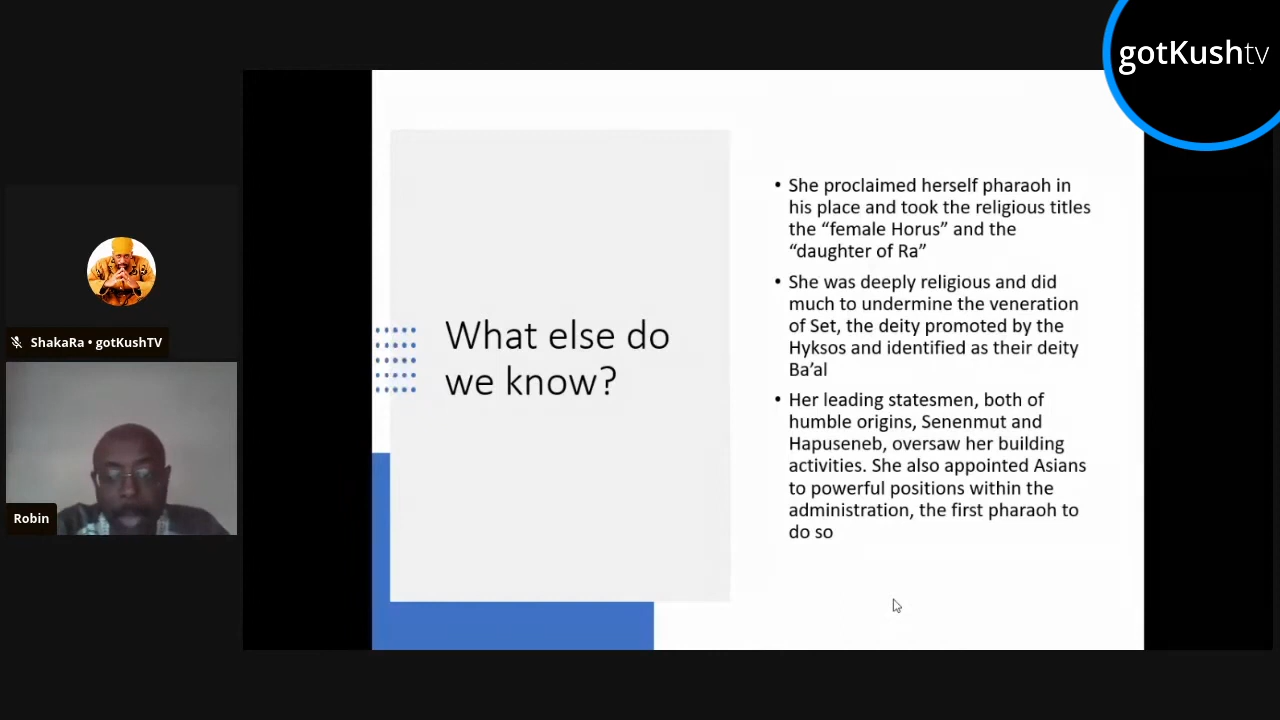 gotKushtv
ShakaRa • gotKushTV
Robin
What else do
we know?
• She proclaimed herself pharaoh in
his place and took the religious titles
the “female Horus” and the
“daughter of Ra”
• She was deeply religious and did
much to undermine the veneration
of Set, the deity promoted by the
Hyksos and identified as their deity
Ba’al
• Her leading statesmen, both of
humble origins, Senenmut and
Hapuseneb, oversaw her building
activities. She also appointed Asians
to powerful positions within the
administration, the first pharaoh to
do so